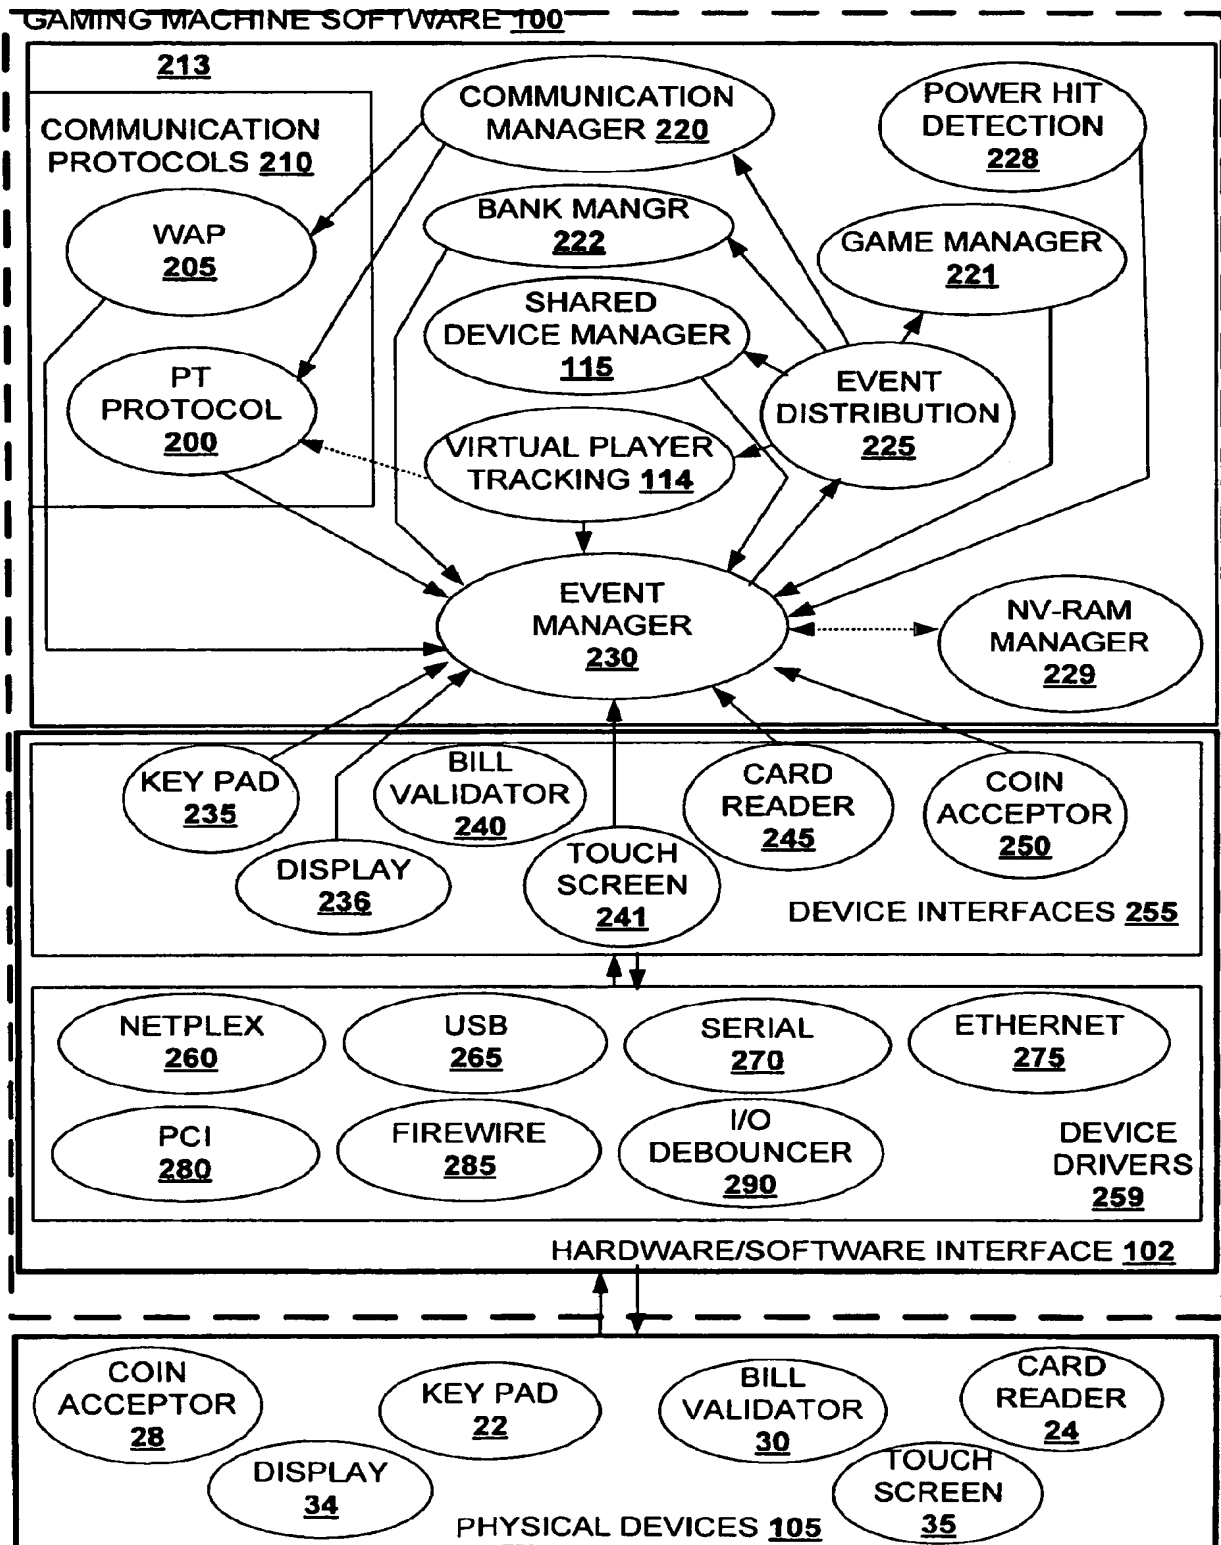 GAMING MACHINE SOFTWARE 100
213
COMMUNICATION
PROTOCOLS 210
COMMUNICATION
MANAGER 220
POWER HIT
DETECTION
228
WAP
205
BANK MANGR
222
GAME MANAGER
221
SHARED
DEVICE MANAGER
115
PT
PROTOCOL
200
EVENT
DISTRIBUTION
225
VIRTUAL PLAYER
TRACKING 114
EVENT
MANAGER
230
NV-RAM
MANAGER
229
KEY PAD
235
BILL
VALIDATOR
240
CARD
READER
245
COIN
ACCEPTOR
250
DISPLAY
236
TOUCH
SCREEN
241
DEVICE INTERFACES 255
NETPLEX
260
USB
265
SERIAL
270
ETHERNET
275
PCI
280
FIREWIRE
285
I/O
DEBOUNCER
290
DEVICE
DRIVERS
259
HARDWARE/SOFTWARE INTERFACE 102
COIN
ACCEPTOR
28
KEY PAD
22
BILL
VALIDATOR
30
CARD
READER
24
DISPLAY
34
TOUCH
SCREEN
35
PHYSICAL DEVICES 105